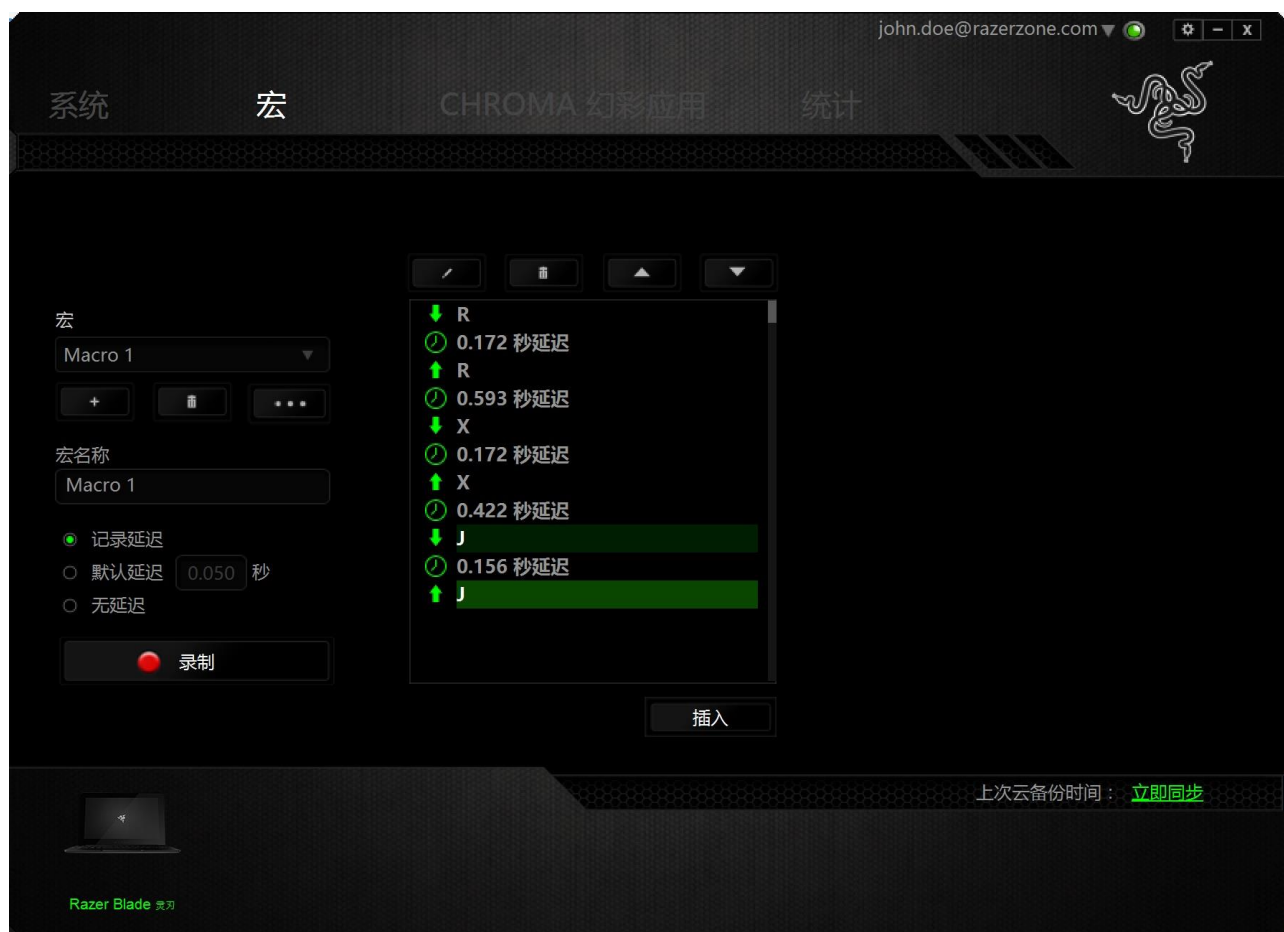 john.doe@razerzone.com
系统 宏 CHROMA 幻彩应用 统计
宏
Macro 1
宏名称
Macro 1
记录延迟
默认延迟 0.050 秒
无延迟
录制
R
0.172 秒延迟
R
0.593 秒延迟
X
0.172 秒延迟
X
0.422 秒延迟
J
0.156 秒延迟
J
插入
上次云备份时间： 立即同步
Razer Blade 灵刃